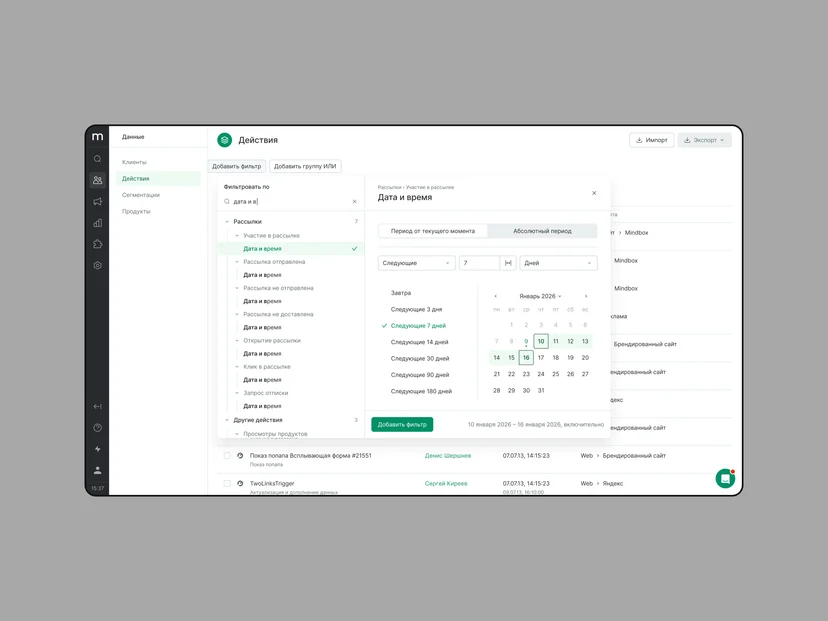 m
Данные
Клиенты
Действия
Сегментации
Продукты
15:37
Действия
Импорт
Экспорт
Добавить фильтр
Добавить группу ИЛИ
Фильтровать по
дата и в
Рассылки 7
Участие в рассылке
Дата и время
Рассылка отправлена
Дата и время
Рассылка не отправлена
Дата и время
Рассылка не доставлена
Дата и время
Открытие рассылки
Дата и время
Клик в рассылке
Дата и время
Запрос отписки
Дата и время
Другие действия 3
Просмотры продуктов
Рассылки › Участие в рассылке
Дата и время
Период от текущего момента
Абсолютный период
Следующие
7
Дней
Завтра
Следующие 3 дня
Следующие 7 дней
Следующие 14 дней
Следующие 30 дней
Следующие 90 дней
Следующие 180 дней
Январь 2026
пн вт ср чт пт сб вс
1 2 3 4 5 6
7 8 9 10 11 12 13
14 15 16 17 18 19 20
21 22 23 24 25 26 27
28 29 30 31
Добавить фильтр
10 января 2026 – 16 января 2026, включительно
› Mindbox
Mindbox
Mindbox
Брендированный сайт
Показ попапа Всплывающая форма #21551
Показ попапа
Денис Шершнев
07.07.13, 14:15:23
Web › Брендированный сайт
TwoLinksTrigger
Актуализация и дополнение данных
Сергей Киреев
07.07.13, 14:15:23
09.07.13, 16:10:00
Web › Яндекс